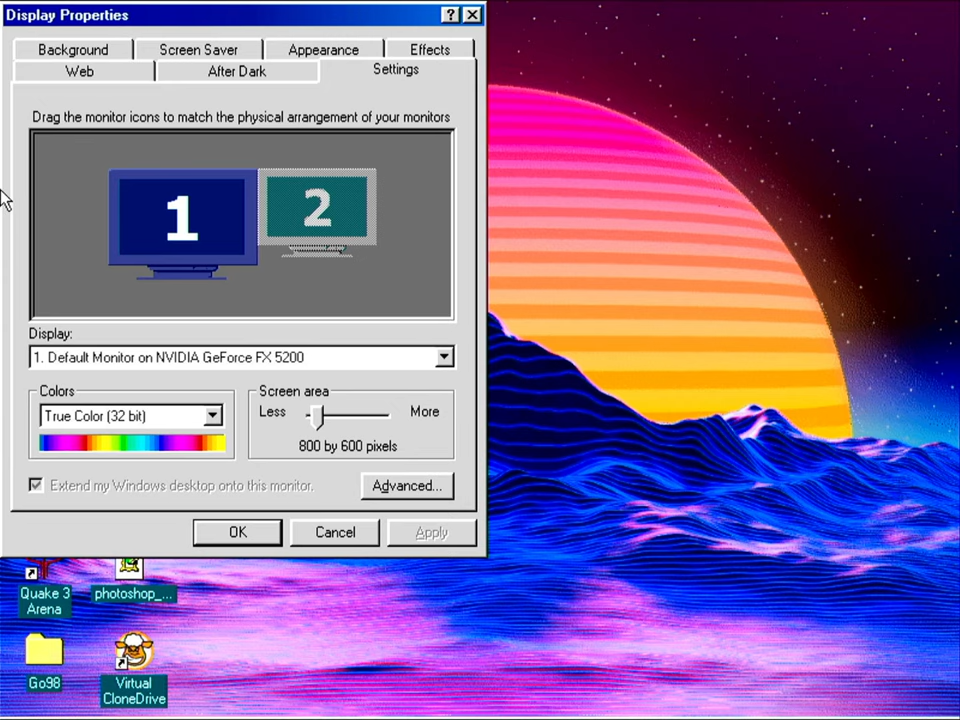 Display Properties
Background
Screen Saver
Appearance
Effects
Web
After Dark
Settings
Drag the monitor icons to match the physical arrangement of your monitors
1
2
Display:
1. Default Monitor on NVIDIA GeForce FX 5200
Colors
True Color (32 bit)
Screen area
Less
More
800 by 600 pixels
Extend my Windows desktop onto this monitor.
Advanced...
OK
Cancel
Apply
Quake 3
Arena
photoshop_...
Go98
Virtual
CloneDrive